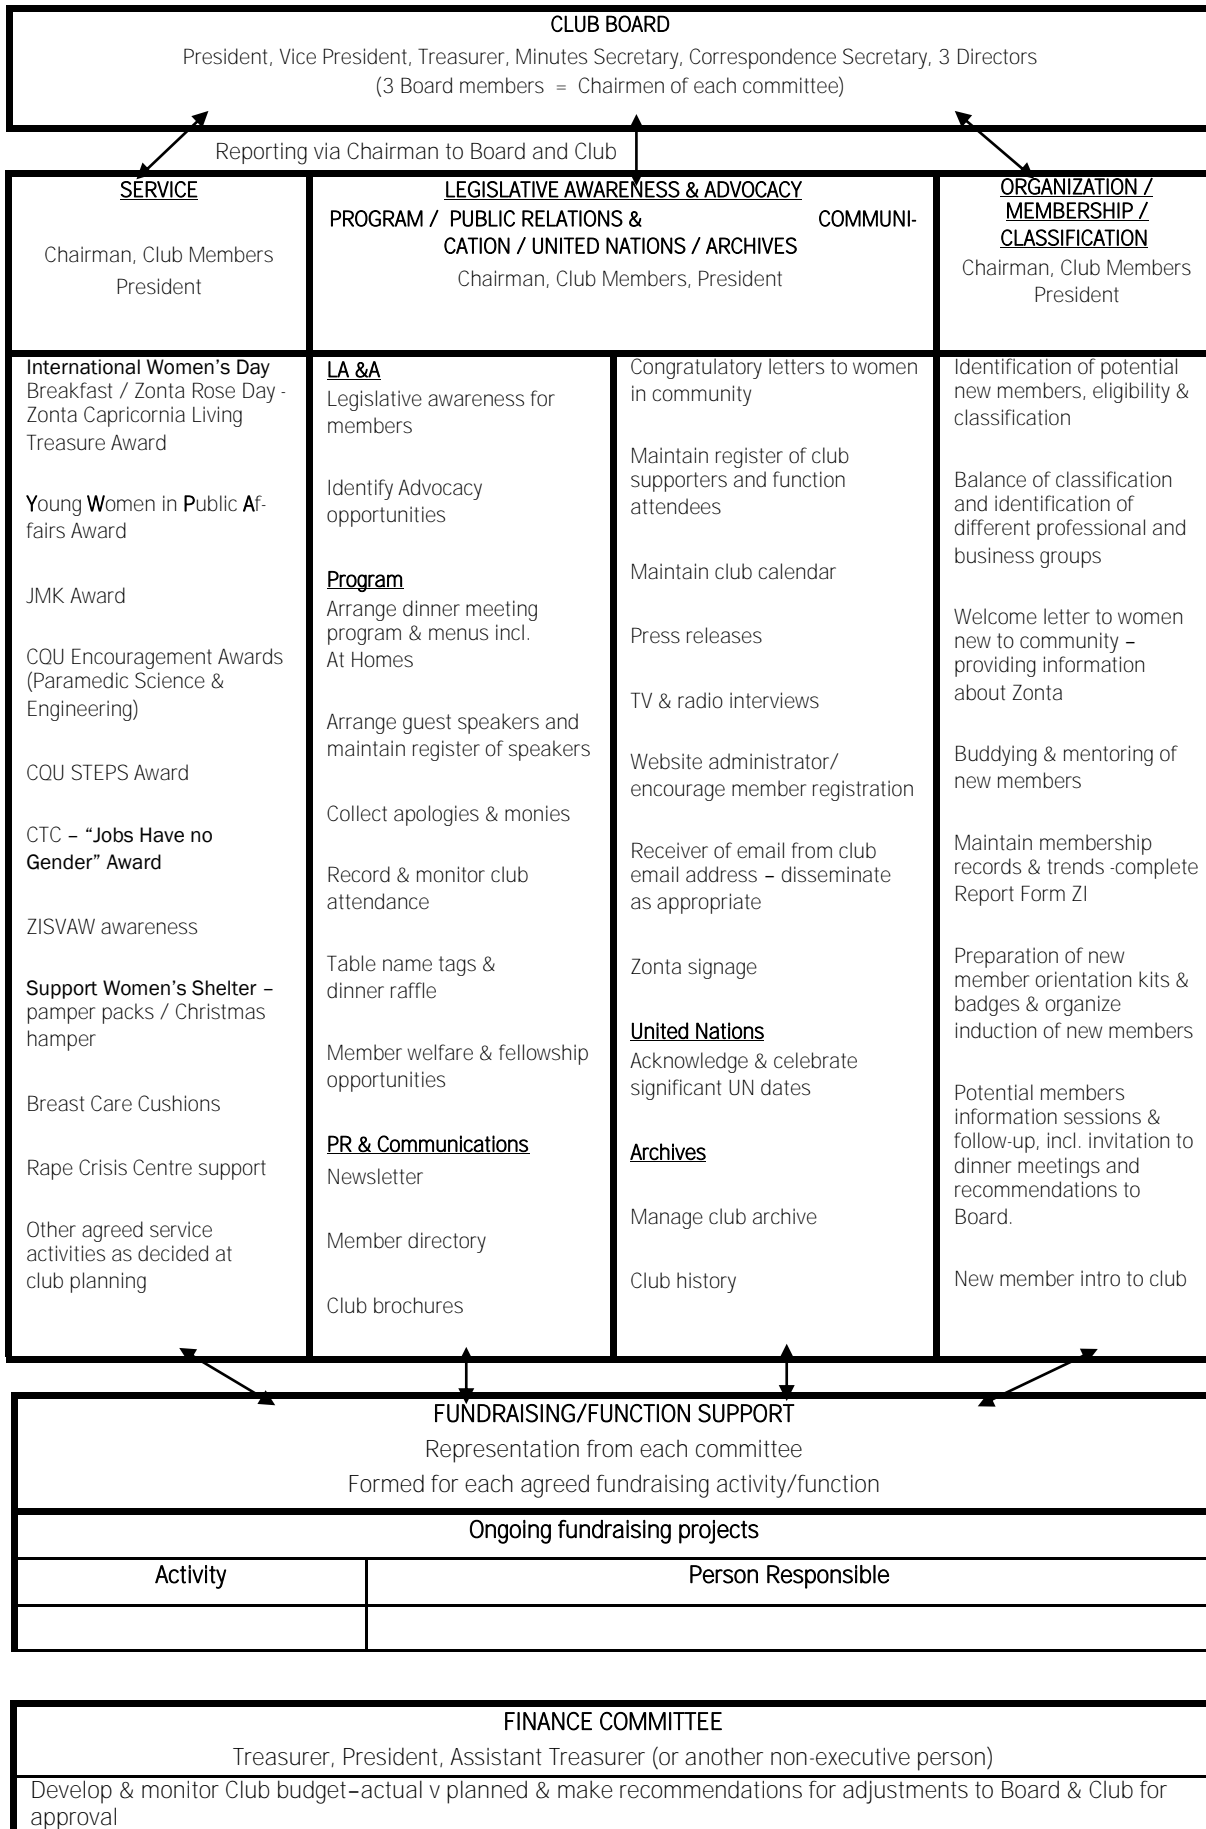 CLUB BOARD
President, Vice President, Treasurer, Minutes Secretary, Correspondence Secretary, 3 Directors
(3 Board members = Chairmen of each committee)
Reporting via Chairman to Board and Club
SERVICE
Chairman, Club Members
President
LEGISLATIVE AWARENESS & ADVOCACY
PROGRAM / PUBLIC RELATIONS & COMMUNI-
CATION / UNITED NATIONS / ARCHIVES
Chairman, Club Members, President
ORGANIZATION /
MEMBERSHIP /
CLASSIFICATION
Chairman, Club Members
President
International Women's Day
Breakfast / Zonta Rose Day -
Zonta Capricornia Living
Treasure Award
Young Women in Public Af-
fairs Award
JMK Award
CQU Encouragement Awards
(Paramedic Science &
Engineering)
CQU STEPS Award
CTC – "Jobs Have no
Gender" Award
ZISVAW awareness
Support Women's Shelter –
pamper packs / Christmas
hamper
Breast Care Cushions
Rape Crisis Centre support
Other agreed service
activities as decided at
club planning
LA &A
Legislative awareness for
members
Identify Advocacy
opportunities
Program
Arrange dinner meeting
program & menus incl.
At Homes
Arrange guest speakers and
maintain register of speakers
Collect apologies & monies
Record & monitor club
attendance
Table name tags &
dinner raffle
Member welfare & fellowship
opportunities
PR & Communications
Newsletter
Member directory
Club brochures
Congratulatory letters to women
in community
Maintain register of club
supporters and function
attendees
Maintain club calendar
Press releases
TV & radio interviews
Website administrator/
encourage member registration
Receiver of email from club
email address – disseminate
as appropriate
Zonta signage
United Nations
Acknowledge & celebrate
significant UN dates
Archives
Manage club archive
Club history
Identification of potential
new members, eligibility &
classification
Balance of classification
and identification of
different professional and
business groups
Welcome letter to women
new to community –
providing information
about Zonta
Buddying & mentoring of
new members
Maintain membership
records & trends -complete
Report Form ZI
Preparation of new
member orientation kits &
badges & organize
induction of new members
Potential members
information sessions &
follow-up, incl. invitation to
dinner meetings and
recommendations to
Board.
New member intro to club
FUNDRAISING/FUNCTION SUPPORT
Representation from each committee
Formed for each agreed fundraising activity/function
Ongoing fundraising projects
Activity
Person Responsible
FINANCE COMMITTEE
Treasurer, President, Assistant Treasurer (or another non-executive person)
Develop & monitor Club budget–actual v planned & make recommendations for adjustments to Board & Club for
approval